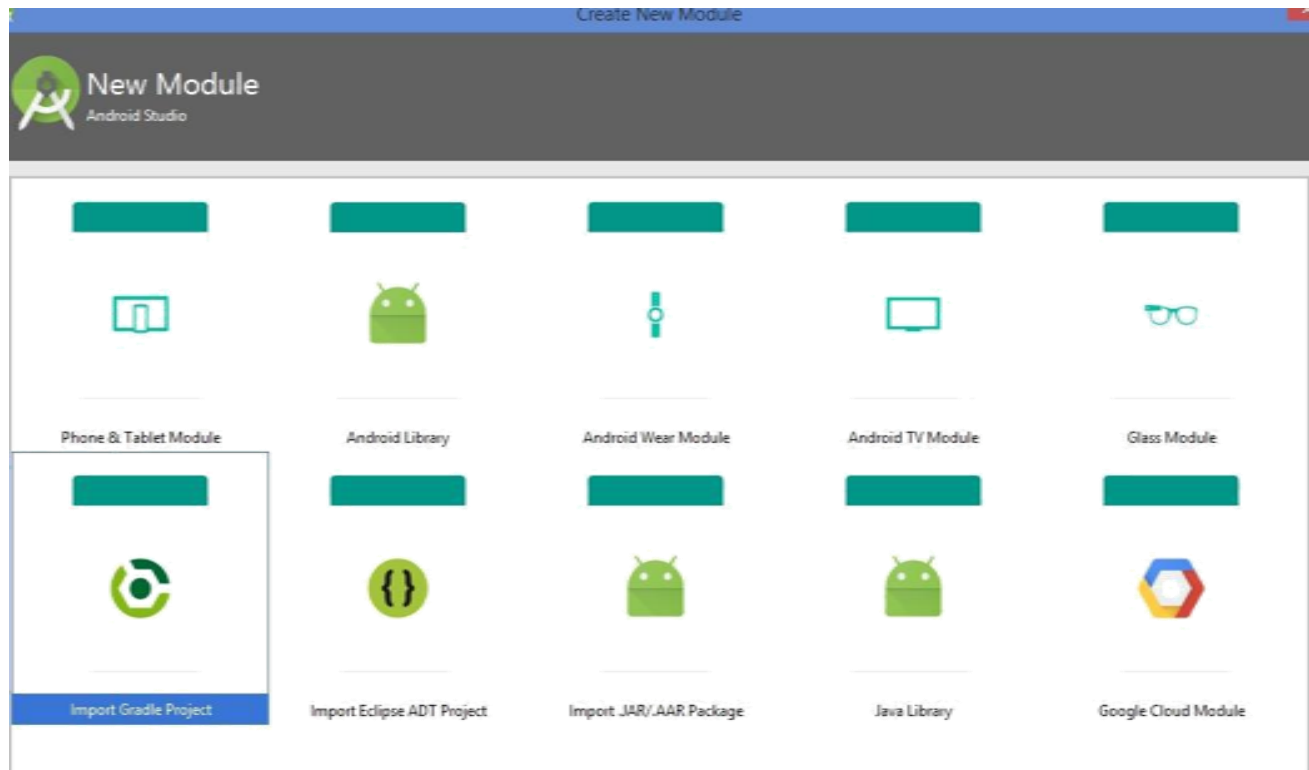 Create New Module
New Module
Android Studio
Phone & Tablet Module
Android Library
Android Wear Module
Android TV Module
Glass Module
Import Gradle Project
Import Eclipse ADT Project
Import .JAR/.AAR Package
Java Library
Google Cloud Module